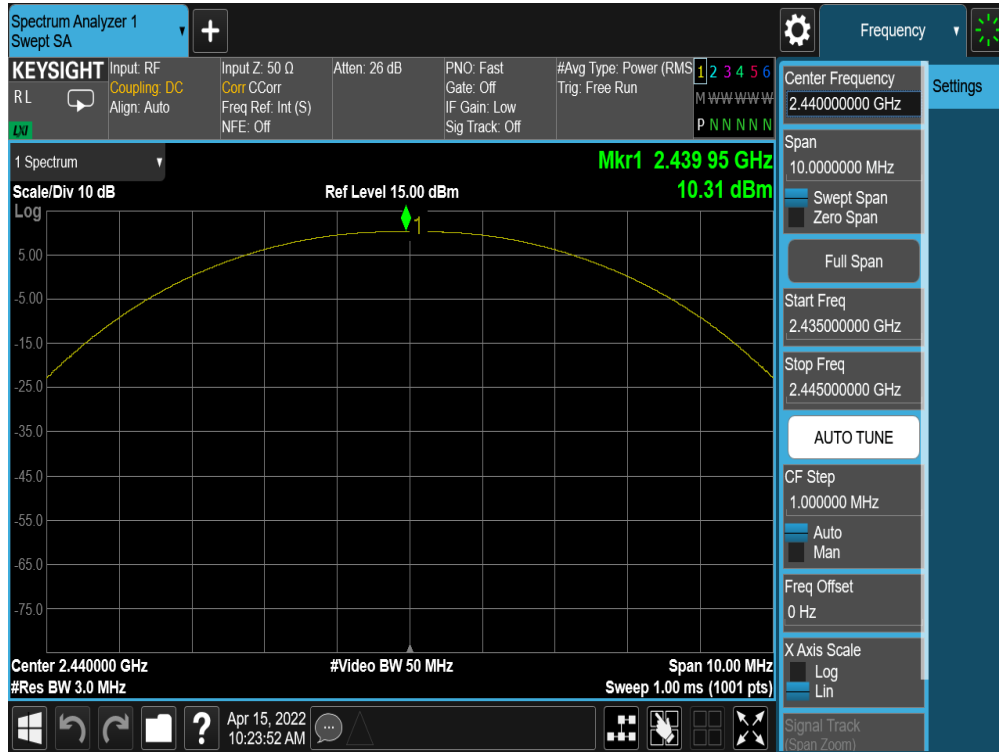 Spectrum Analyzer 1
Swept SA
+
Frequency
KEYSIGHT
RL
LXI
Input: RF
Coupling: DC
Align: Auto
Input Z: 50 Ω
Corr CCorr
Freq Ref: Int (S)
NFE: Off
Atten: 26 dB
PNO: Fast
Gate: Off
IF Gain: Low
Sig Track: Off
#Avg Type: Power (RMS
Trig: Free Run
1 2 3 4 5 6
M W W W W W
P N N N N N
1 Spectrum
Scale/Div 10 dB
Ref Level 15.00 dBm
Mkr1 2.439 95 GHz
10.31 dBm
Log
1
5.00
-5.00
-15.0
-25.0
-35.0
-45.0
-55.0
-65.0
-75.0
Center 2.440000 GHz
#Video BW 50 MHz
Span 10.00 MHz
#Res BW 3.0 MHz
Sweep 1.00 ms (1001 pts)
?
Apr 15, 2022
10:23:52 AM
Center Frequency
2.440000000 GHz
Settings
Span
10.0000000 MHz
Swept Span
Zero Span
Full Span
Start Freq
2.435000000 GHz
Stop Freq
2.445000000 GHz
AUTO TUNE
CF Step
1.000000 MHz
Auto
Man
Freq Offset
0 Hz
X Axis Scale
Log
Lin
Signal Track
(Span Zoom)